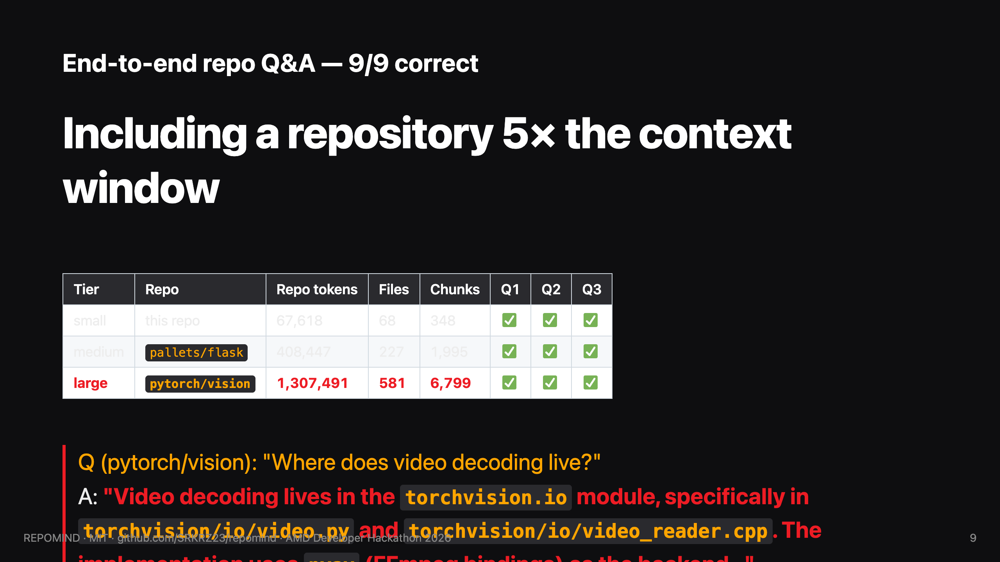 End-to-end repo Q&A — 9/9 correct
Including a repository 5× the context
window
Tier Repo Repo tokens Files Chunks Q1 Q2 Q3
small this repo 67,618 68 348 ✅ ✅ ✅
medium pallets/flask 408,447 227 1,995 ✅ ✅ ✅
large pytorch/vision 1,307,491 581 6,799 ✅ ✅ ✅
Q (pytorch/vision): "Where does video decoding live?"
A: "Video decoding lives in the torchvision.io module, specifically in
torchvision/io/video.py and torchvision/io/video_reader.cpp. The
implementation uses pyav (FFmpeg bindings) as the backend..."
REPOMIND · MIT · github.com/SRKRZ23/repomind · AMD Developer Hackathon 2026
9